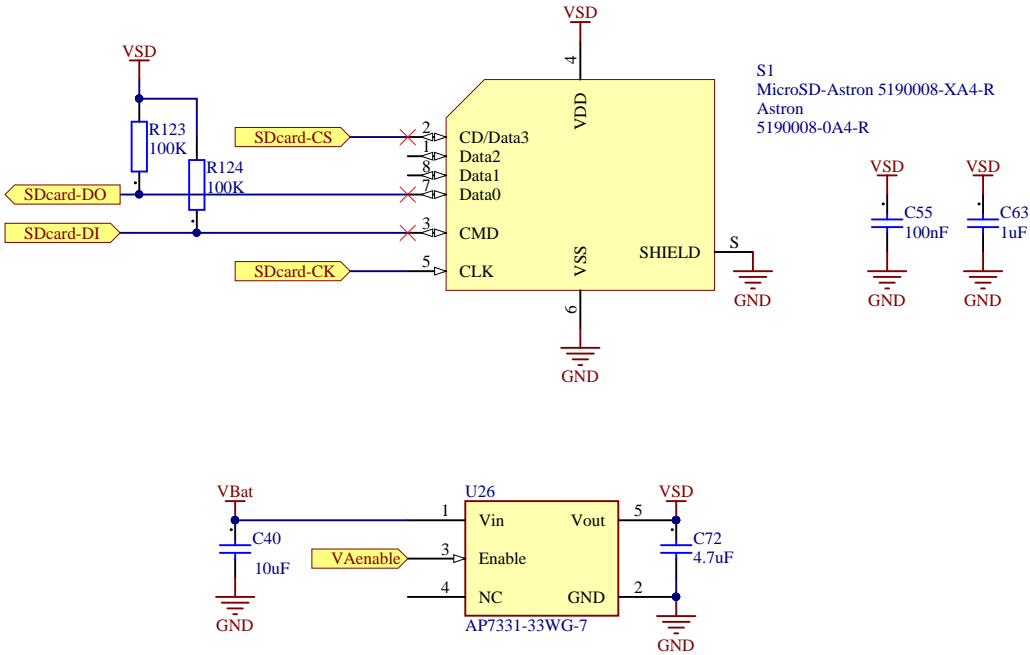 VSD
VSD
4
S1
MicroSD-Astron 5190008-XA4-R
Astron
5190008-0A4-R
VDD
R123
100K
SDcard-CS
2
CD/Data3
1
Data2
R124
100K
8
Data1
SDcard-DO
7
Data0
SDcard-DI
3
CMD
SDcard-CK
5
CLK
VSS
SHIELD
S
GND
6
GND
VSD
C55
100nF
GND
VSD
C63
1uF
GND
VBat
C40
10uF
GND
U26
1
Vin
Vout
5
VAenable
3
Enable
4
NC
GND
2
AP7331-33WG-7
VSD
C72
4.7uF
GND